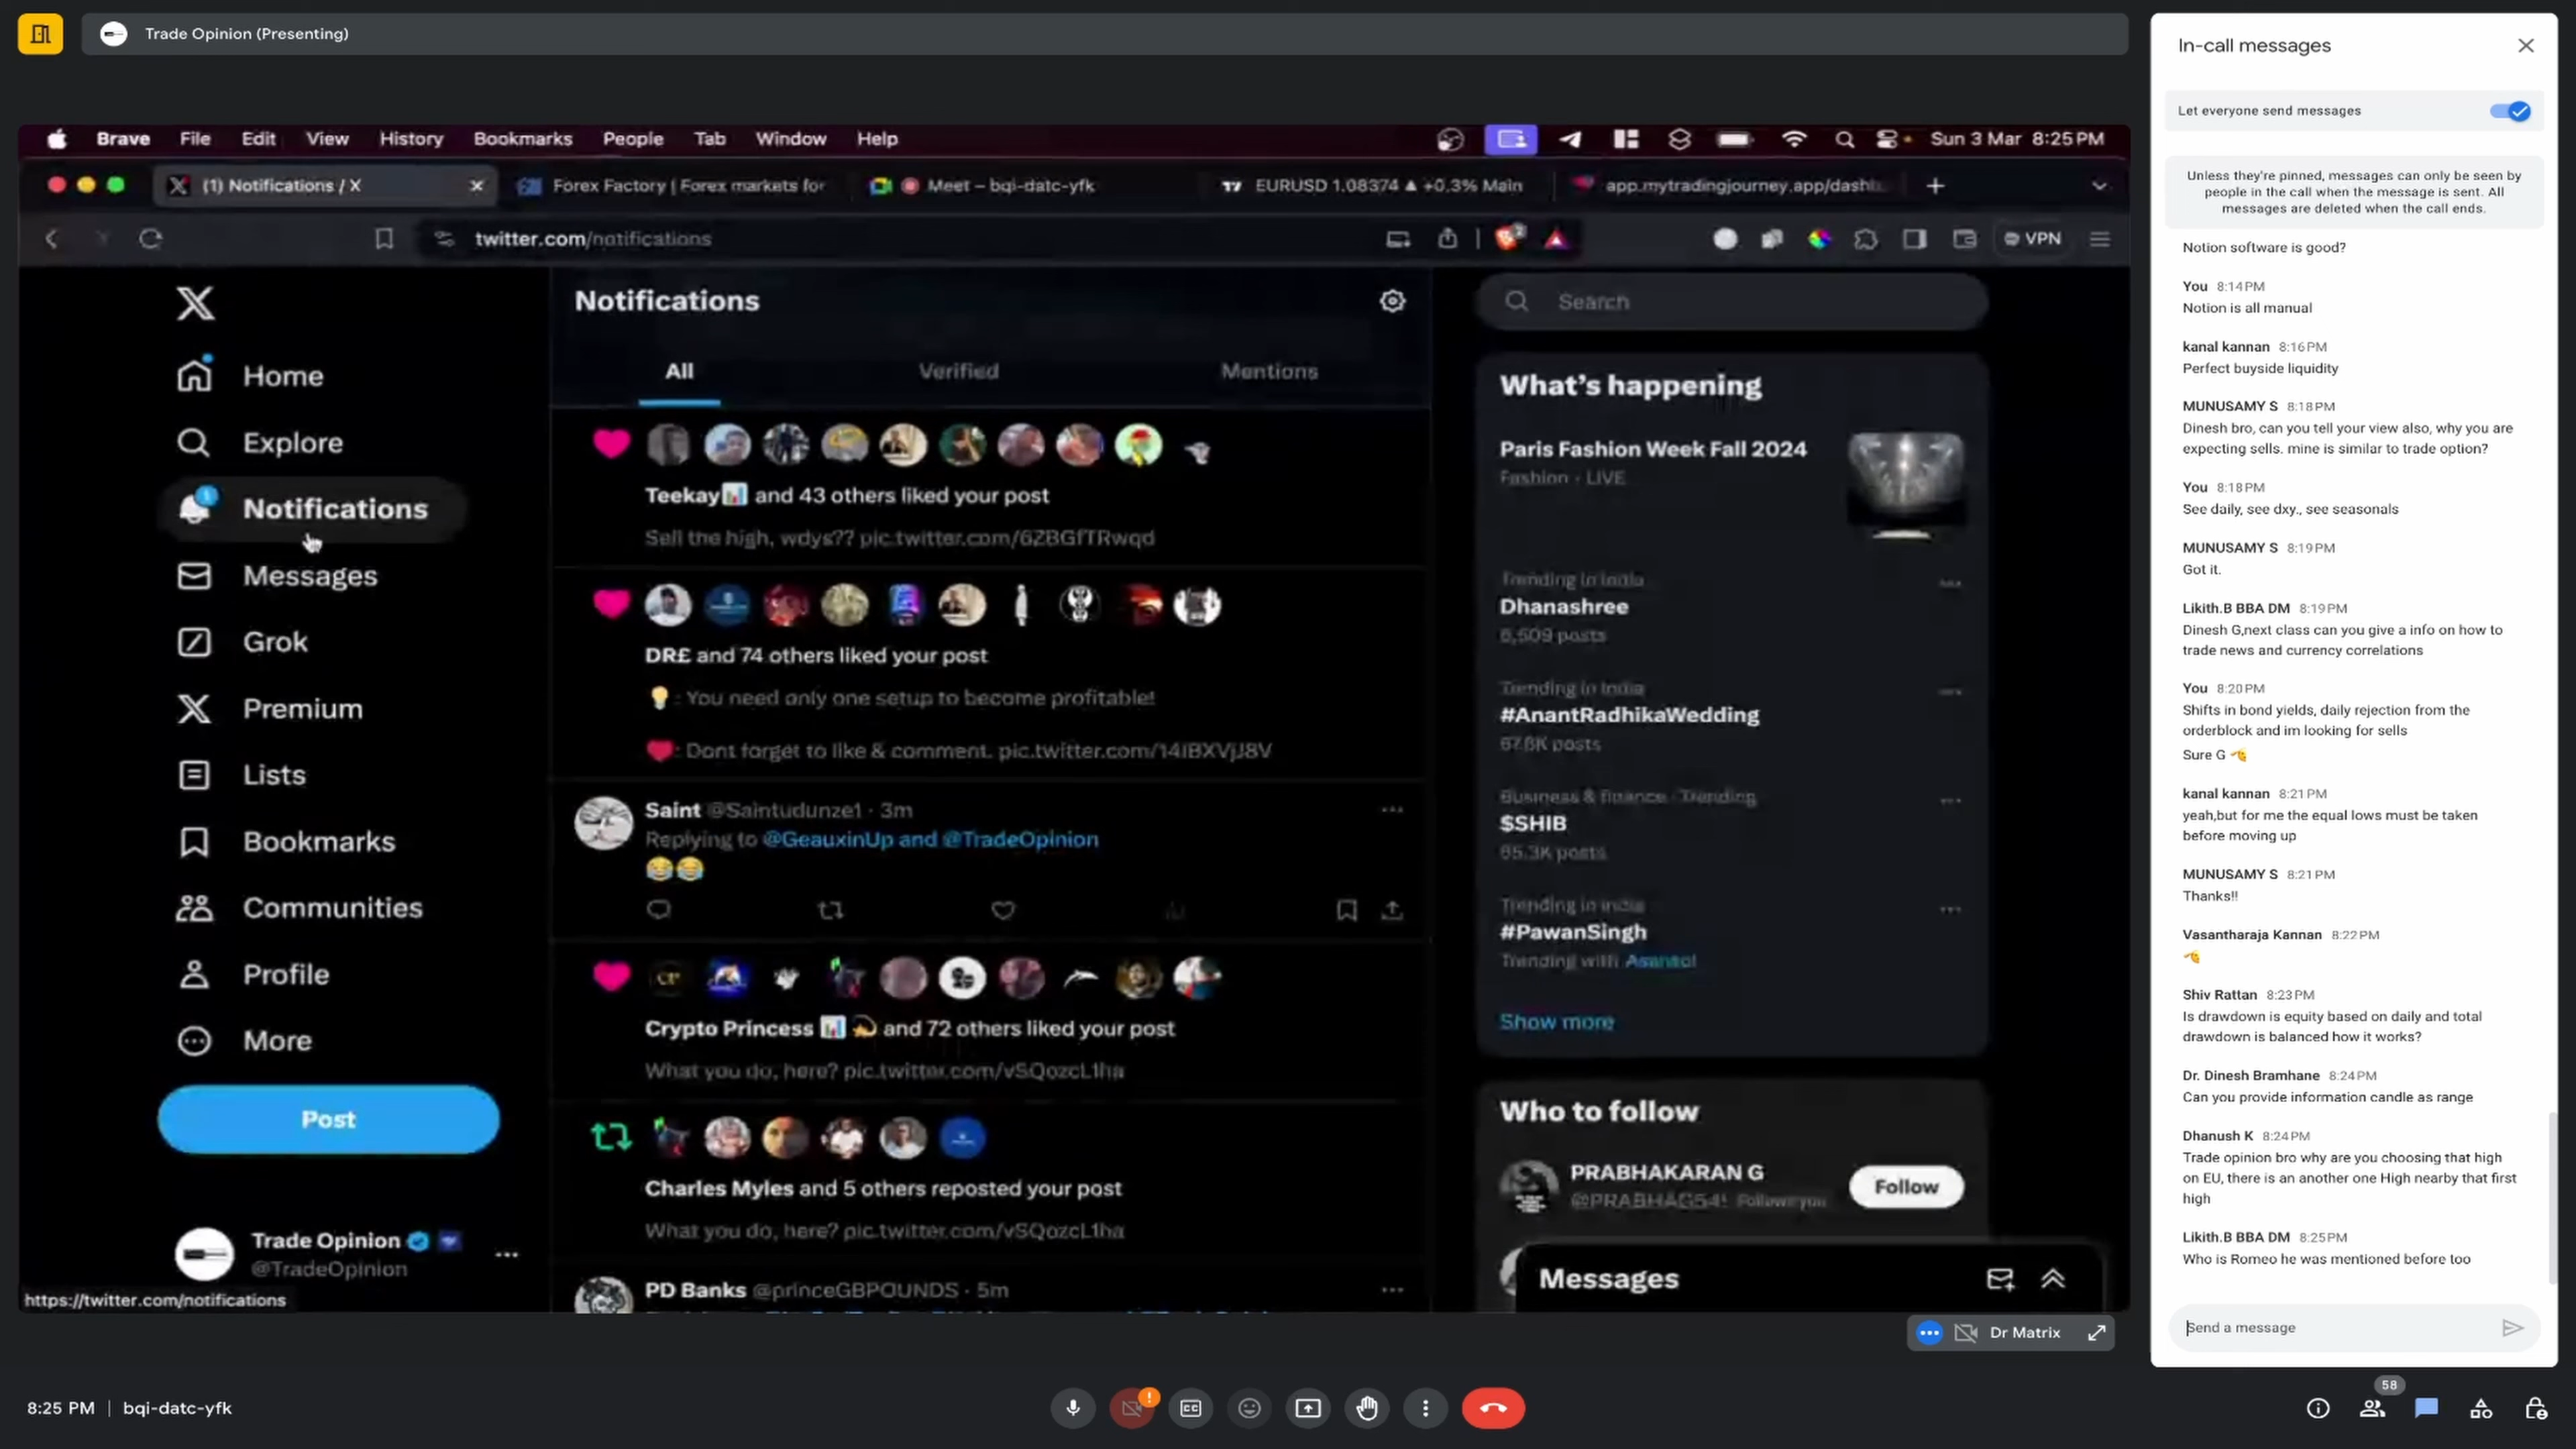 Trade Opinion (Presenting)
Brave File Edit View History Bookmarks People Tab Window Help
Sun 3 Mar 8:25 PM
(1) Notifications / X
Forex Factory | Forex markets for
Meet – bqi-datc-yfk
EURUSD 1.08374 ▲ +0.3% Main
app.mytradingjourney.app/dashb
twitter.com/notifications
VPN
Home
Explore
Notifications
Messages
Grok
Premium
Lists
Bookmarks
Communities
Profile
More
Post
Trade Opinion
@TradeOpinion
https://twitter.com/notifications
Notifications
All Verified Mentions
Teekay📊 and 43 others liked your post
Sell the high, wdys?? pic.twitter.com/6ZBGfTRwqd
DR£ and 74 others liked your post
💡: You need only one setup to become profitable!
❤️: Dont forget to like & comment. pic.twitter.com/14IBXVjJ8V
Saint @Saintudunze1 · 3m
Replying to @GeauxinUp and @TradeOpinion
😂😂
Crypto Princess 📊 💫 and 72 others liked your post
What you do, here? pic.twitter.com/vSQozcL1ha
Charles Myles and 5 others reposted your post
What you do, here? pic.twitter.com/vSQozcL1ha
PD Banks @princeGBPOUNDS · 5m
Search
What's happening
Paris Fashion Week Fall 2024
Fashion · LIVE
Trending in India
Dhanashree
6,509 posts
Trending in India
#AnantRadhikaWedding
67.6K posts
Business & finance · Trending
$SHIB
65.3K posts
Trending in India
#PawanSingh
Trending with Asansol
Show more
Who to follow
PRABHAKARAN G
@PRABHAG54! Follows you
Follow
Messages
Dr Matrix
8:25 PM | bqi-datc-yfk
CC
58
In-call messages
Let everyone send messages
Unless they're pinned, messages can only be seen by
people in the call when the message is sent. All
messages are deleted when the call ends.
Notion software is good?
You 8:14 PM
Notion is all manual
kanal kannan 8:16 PM
Perfect buyside liquidity
MUNUSAMY S 8:18 PM
Dinesh bro, can you tell your view also, why you are
expecting sells. mine is similar to trade option?
You 8:18 PM
See daily, see dxy., see seasonals
MUNUSAMY S 8:19 PM
Got it.
Likith.B BBA DM 8:19 PM
Dinesh G,next class can you give a info on how to
trade news and currency correlations
You 8:20 PM
Shifts in bond yields, daily rejection from the
orderblock and im looking for sells
Sure G 🫡
kanal kannan 8:21 PM
yeah,but for me the equal lows must be taken
before moving up
MUNUSAMY S 8:21 PM
Thanks!!
Vasantharaja Kannan 8:22 PM
🫡
Shiv Rattan 8:23 PM
Is drawdown is equity based on daily and total
drawdown is balanced how it works?
Dr. Dinesh Bramhane 8:24 PM
Can you provide information candle as range
Dhanush K 8:24 PM
Trade opinion bro why are you choosing that high
on EU, there is an another one High nearby that first
high
Likith.B BBA DM 8:25 PM
Who is Romeo he was mentioned before too
Send a message